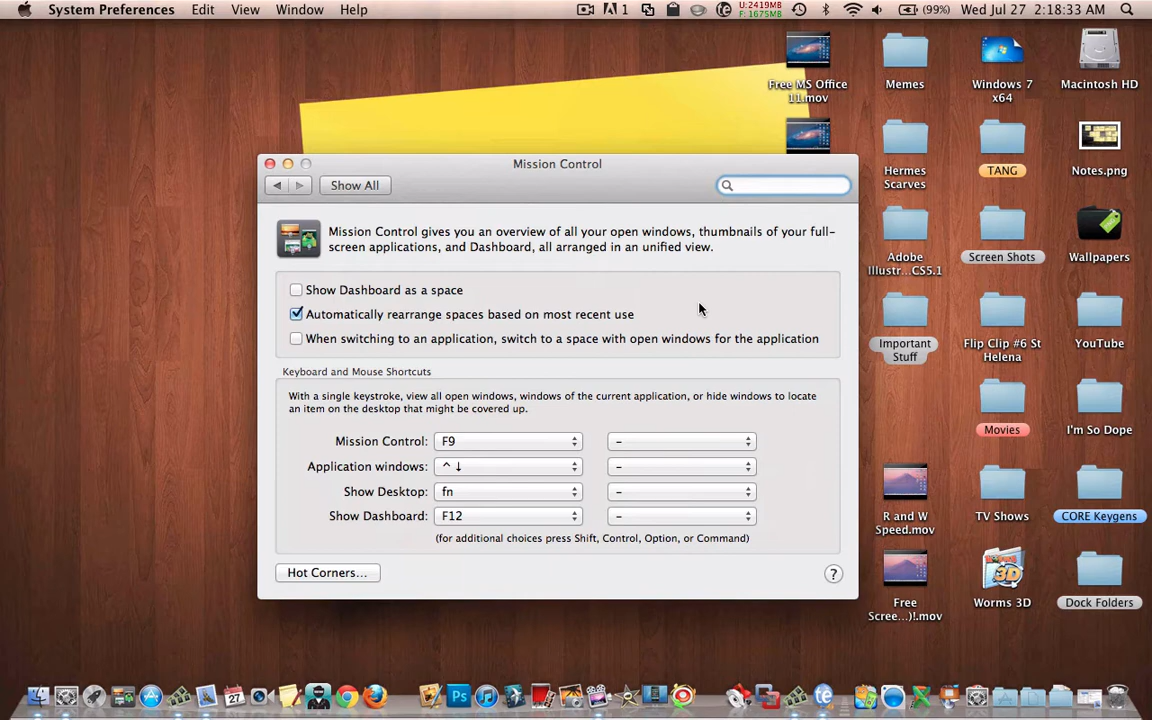 System Preferences Edit View Window Help
A 1
U:2419MB
F: 1675MB
(99%) Wed Jul 27 2:18:33 AM
Free MS Office
11.mov
Memes
Windows 7
x64
Macintosh HD
Mission Control
Show All
Hermes
Scarves
TANG
Notes.png
Mission Control gives you an overview of all your open windows, thumbnails of your full-
screen applications, and Dashboard, all arranged in an unified view.
Adobe
Illustr...CS5.1
Screen Shots
Wallpapers
Show Dashboard as a space
Automatically rearrange spaces based on most recent use
When switching to an application, switch to a space with open windows for the application
Important
Stuff
Flip Clip #6 St
Helena
YouTube
Keyboard and Mouse Shortcuts
With a single keystroke, view all open windows, windows of the current application, or hide windows to locate
an item on the desktop that might be covered up.
Movies
I'm So Dope
Mission Control: F9 –
Application windows: ^ ↓ –
Show Desktop: fn –
Show Dashboard: F12 –
(for additional choices press Shift, Control, Option, or Command)
R and W
Speed.mov
TV Shows
CORE Keygens
Hot Corners... ?
Free
Scree...)!.mov
Worms 3D
Dock Folders
27
Ps
te